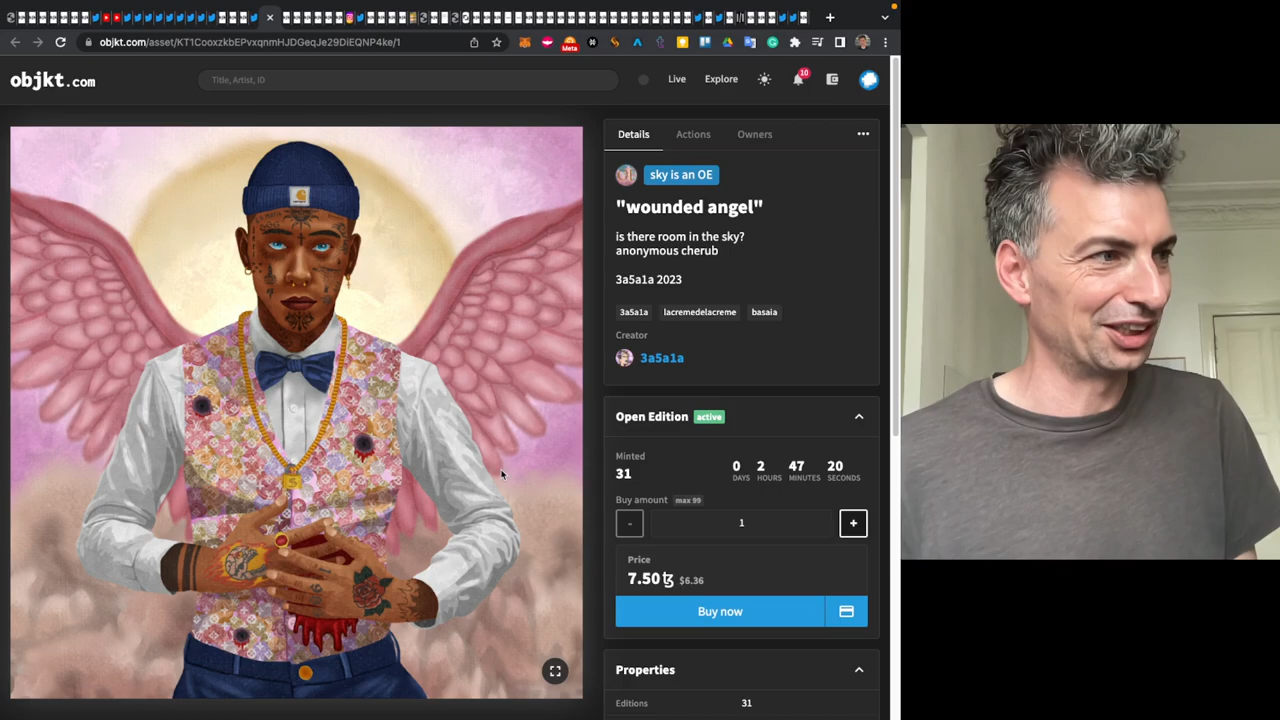 objkt.com/asset/KT1CooxzkbEPvxqnmHJDGeqJe29DiEQNP4ke/1
beta
objkt.com
Title, Artist, ID
Live
Explore
10
Details
Actions
Owners
sky is an OE
"wounded angel"
is there room in the sky?
anonymous cherub
3a5a1a 2023
3a5a1a
lacremedelacreme
basaia
Creator
3a5a1a
Open Edition active
Minted
31
0 2 47 20
DAYS HOURS MINUTES SECONDS
Buy amount max 99
- 1 +
Price
7.50 ꜩ $6.36
Buy now
Properties
Editions 31